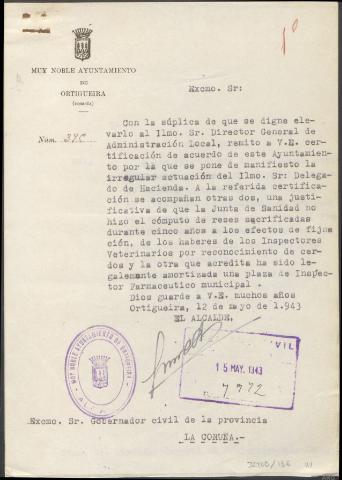 1º
MUY NOBLE AYUNTAMIENTO
DE
ORTIGUEIRA
(CORUÑA)
Excmo. Sr:
Núm. 390
Con la súplica de que se digne ele-
varlo al Ilmo. Sr. Director General de
Administración Local, remito a V.E. cer-
tificación de acuerdo de este Ayuntamien-
to por la que se pone de manifiesto la
irregular actuación del Ilmo. Sr: Delega-
do de Hacienda. A la referida certifica-
ción se acompañan otras dos, una justi-
ficativa de que la Junta de Sanidad no
hizo el cómputo de reses sacrificadas
durante cinco años a los efectos de fija-
ción, de los haberes de los Inspectores
Veterinarios por reconocimiento de cer-
dos y la otra que acredita ha sido le-
galemente amortizada una plaza de Inspec-
tor Farmaceutico municipal .
Dios guarde a V.E. muchos años
Ortigueira, 12 de mayo de 1.943
EL ALCALDE,
MUY NOBLE AYUNTAMIENTO DE ORTIGUEIRA
CIVIL
15 MAY. 1943
7772
Excmo. Sr. Gobernador civil de la provincia
LA CORUÑA.-